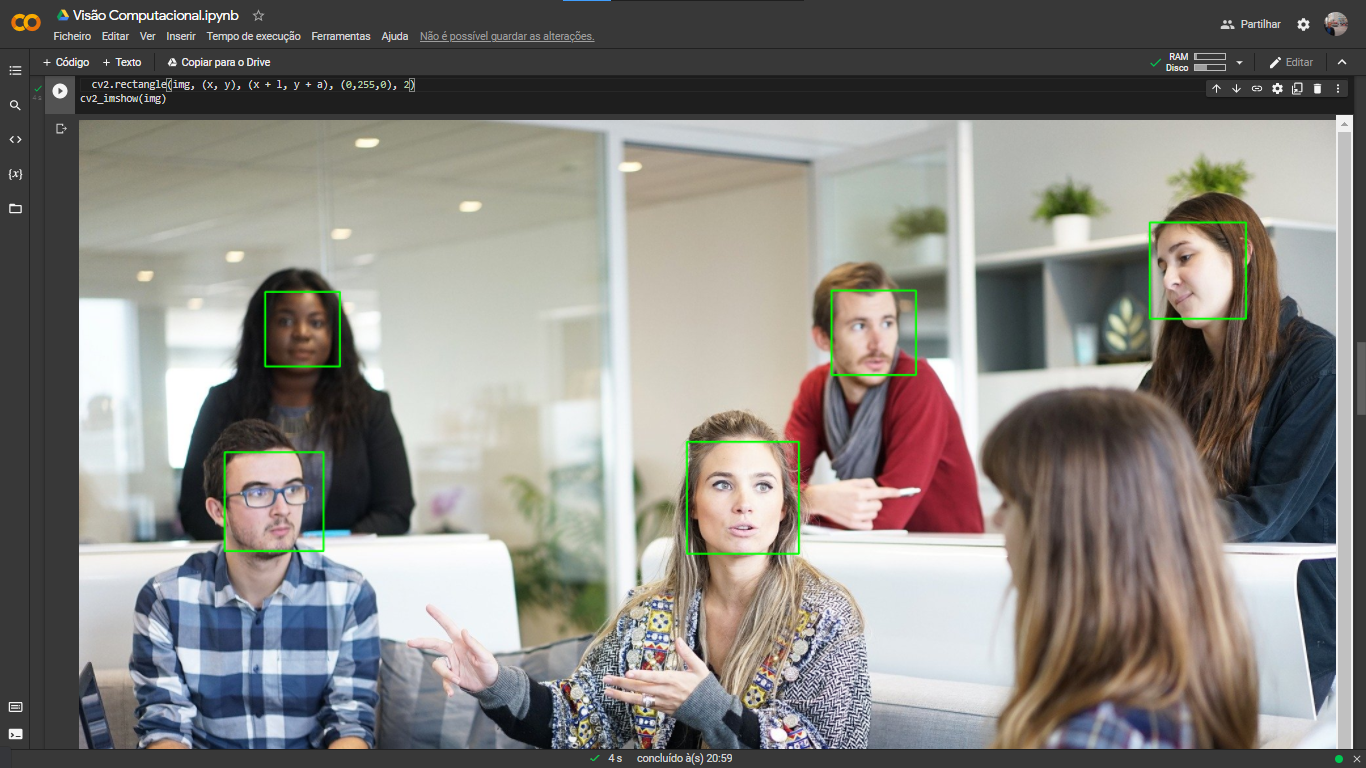 Visão Computacional.ipynb
Ficheiro Editar Ver Inserir Tempo de execução Ferramentas Ajuda Não é possível guardar as alterações.
Partilhar
+ Código + Texto Copiar para o Drive
RAM
Disco
Editar
4 s
cv2.rectangle(img, (x, y), (x + l, y + a), (0,255,0), 2)
cv2_imshow(img)
{x}
4 s concluído à(s) 20:59